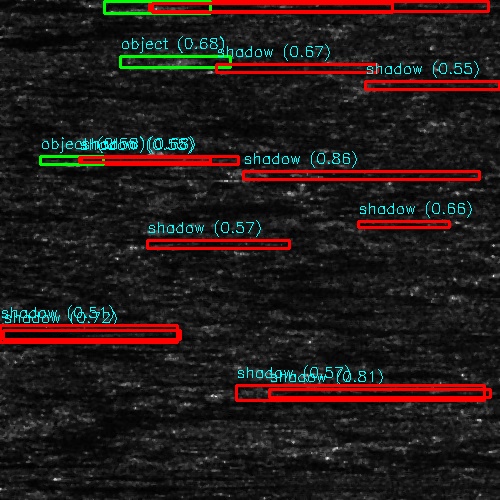 object (0.68)
shadow (0.67)
shadow (0.55)
shadow (0.86)
shadow (0.66)
shadow (0.57)
shadow (0.51)
shadow (0.72)
shadow (0.57)
shadow (0.81)